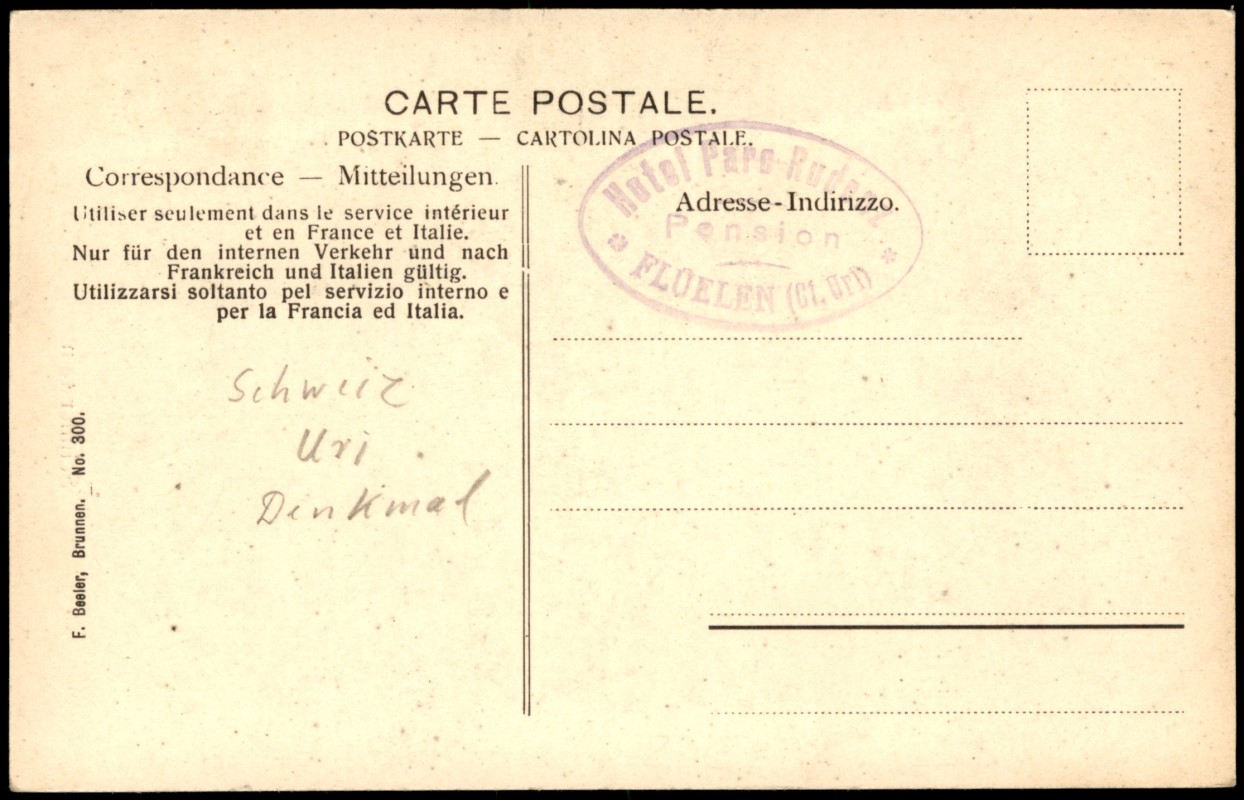 CARTE POSTALE.
POSTKARTE — CARTOLINA POSTALE.
Correspondance — Mitteilungen.
Utiliser seulement dans le service intérieur
et en France et Italie.
Nur für den internen Verkehr und nach
Frankreich und Italien gültig.
Utilizzarsi soltanto pel servizio interno e
per la Francia ed Italia.
Schweiz
Uri
Denkmal
F. Beeler, Brunnen. No. 300.
Hotel Parc-Rudenz
Adresse-Indirizzo.
Pension
FLÜELEN (Ct. Uri)